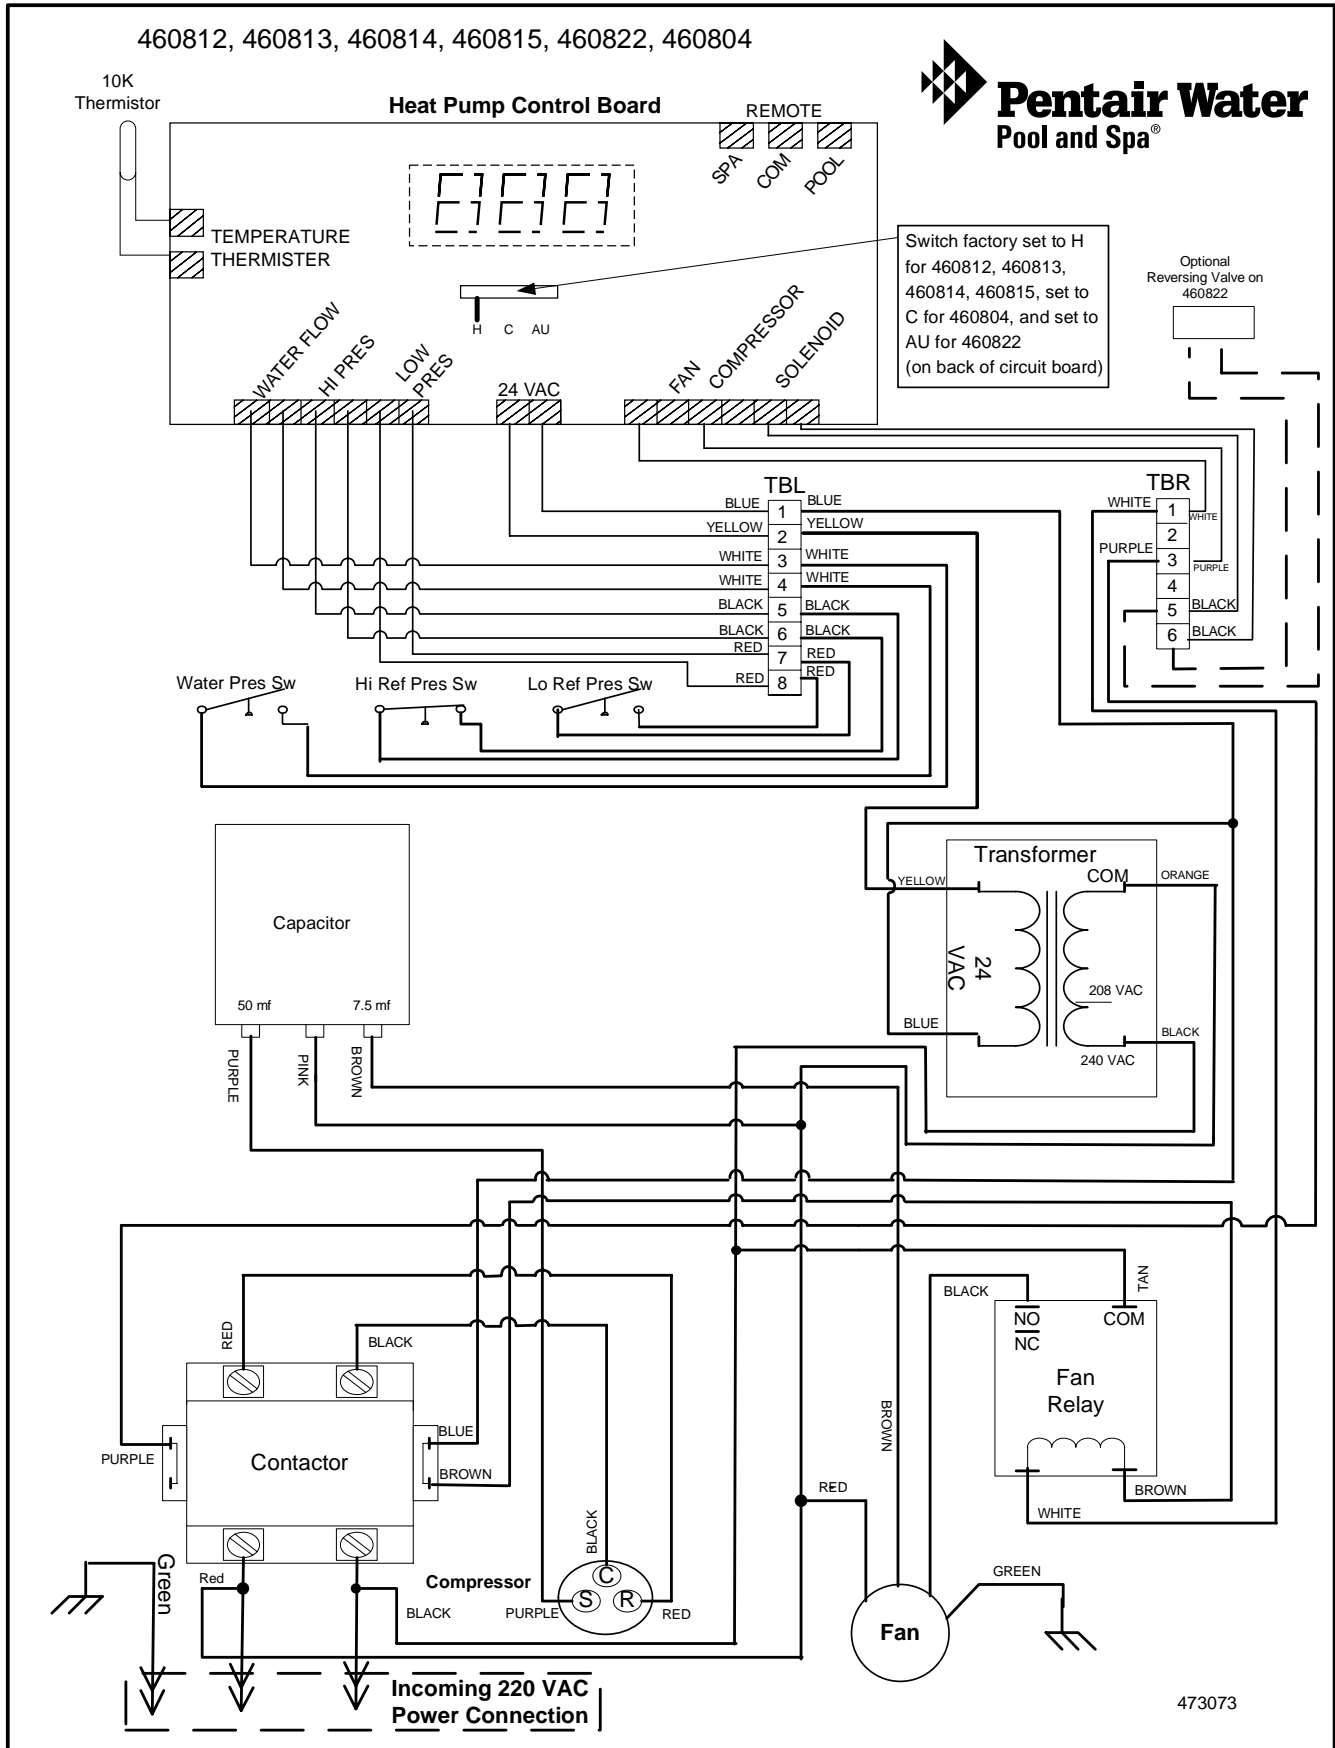 460812, 460813, 460814, 460815, 460822, 460804
Pentair Water
Pool and Spa®
10K
Thermistor
Heat Pump Control Board
REMOTE
SPA
COM
POOL
TEMPERATURE
THERMISTER
H C AU
Switch factory set to H
for 460812, 460813,
460814, 460815, set to
C for 460804, and set to
AU for 460822
(on back of circuit board)
Optional
Reversing Valve on
460822
WATER FLOW
HI PRES
LOW
PRES
24 VAC
FAN
COMPRESSOR
SOLENOID
TBL
BLUE 1 BLUE
YELLOW 2 YELLOW
WHITE 3 WHITE
WHITE 4 WHITE
BLACK 5 BLACK
BLACK 6 BLACK
RED 7 RED
RED 8 RED
TBR
WHITE 1 WHITE
2
PURPLE 3 PURPLE
4
5 BLACK
6 BLACK
Water Pres Sw
Hi Ref Pres Sw
Lo Ref Pres Sw
Capacitor
50 mf
7.5 mf
PURPLE
PINK
BROWN
Transformer
YELLOW
COM
ORANGE
24
VAC
208 VAC
BLUE
BLACK
240 VAC
RED
BLACK
BLACK
TAN
NO
NC
COM
Fan
Relay
BROWN
WHITE
BROWN
PURPLE
Contactor
BLUE
BROWN
RED
BLACK
Green
Red
BLACK
Compressor
PURPLE
C
S
R
RED
Fan
GREEN
Incoming 220 VAC
Power Connection
473073